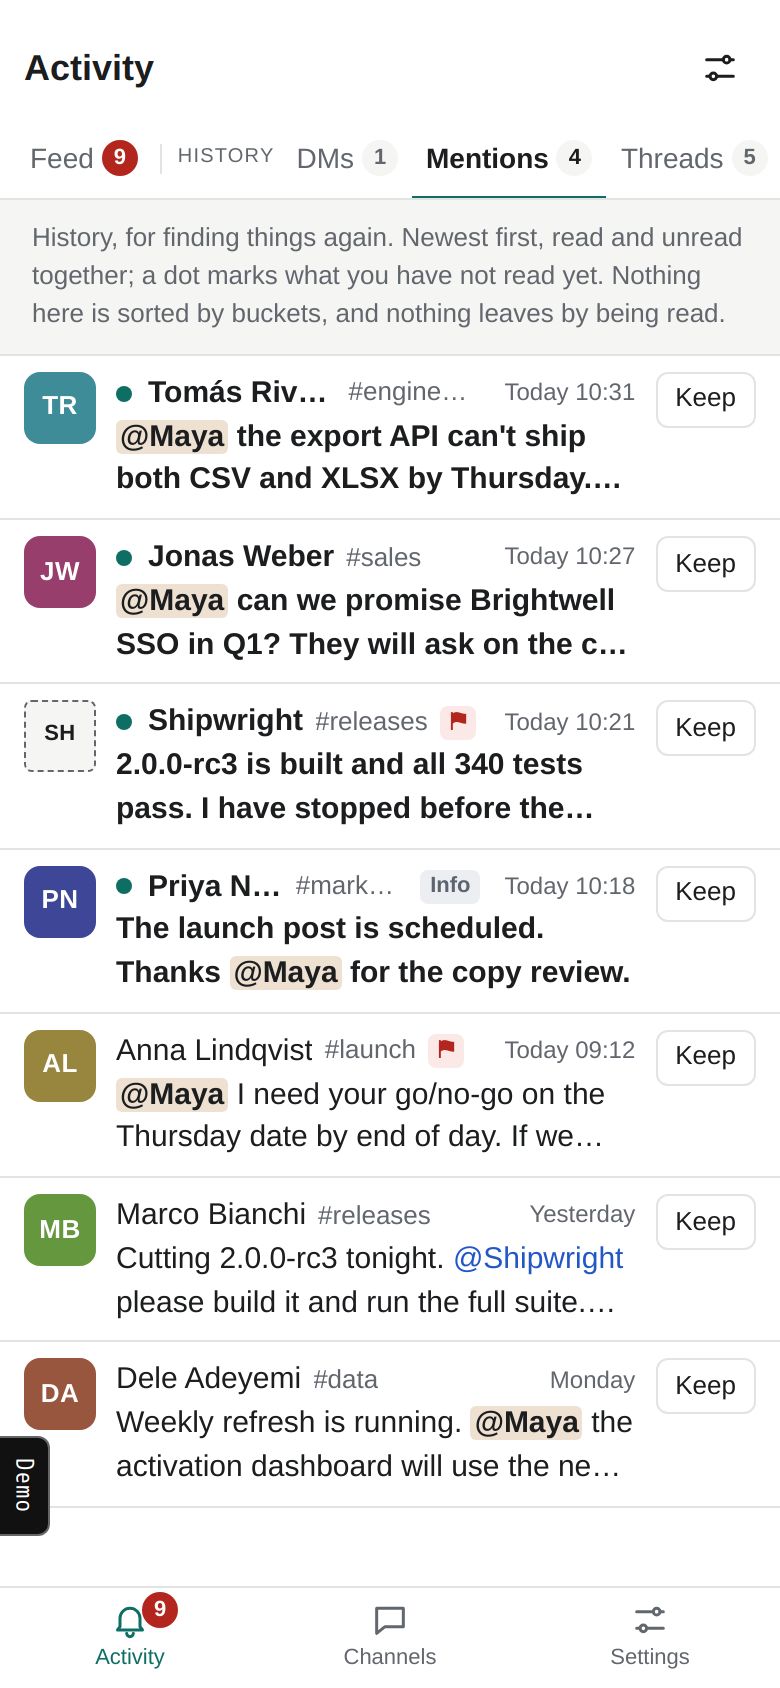 Activity
Feed 9 HISTORY DMs 1 Mentions 4 Threads 5
History, for finding things again. Newest first, read and unread
together; a dot marks what you have not read yet. Nothing
here is sorted by buckets, and nothing leaves by being read.
TR Tomás Riv… #engine… Today 10:31 Keep
@Maya the export API can't ship
both CSV and XLSX by Thursday.…
JW Jonas Weber #sales Today 10:27 Keep
@Maya can we promise Brightwell
SSO in Q1? They will ask on the c…
SH Shipwright #releases Today 10:21 Keep
2.0.0-rc3 is built and all 340 tests
pass. I have stopped before the…
PN Priya N… #mark… Info Today 10:18 Keep
The launch post is scheduled.
Thanks @Maya for the copy review.
AL Anna Lindqvist #launch Today 09:12 Keep
@Maya I need your go/no-go on the
Thursday date by end of day. If we…
MB Marco Bianchi #releases Yesterday Keep
Cutting 2.0.0-rc3 tonight. @Shipwright
please build it and run the full suite.…
DA Dele Adeyemi #data Monday Keep
Weekly refresh is running. @Maya the
activation dashboard will use the ne…
Demo
9
Activity Channels Settings